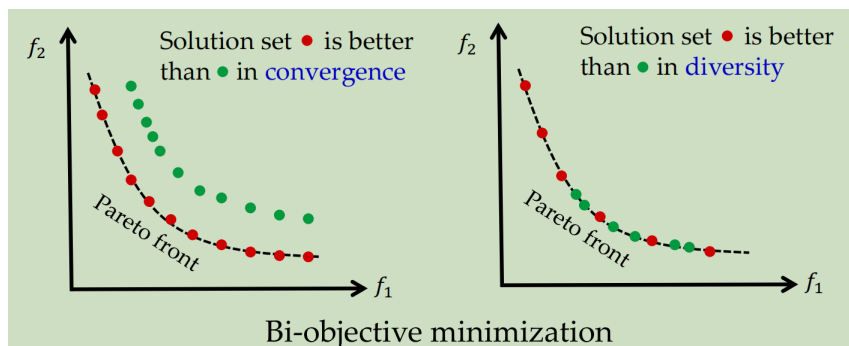 f₂
Solution set ● is better
than ● in convergence
Pareto front
f₁
f₂
Solution set ● is better
than ● in diversity
Pareto front
f₁
Bi-objective minimization